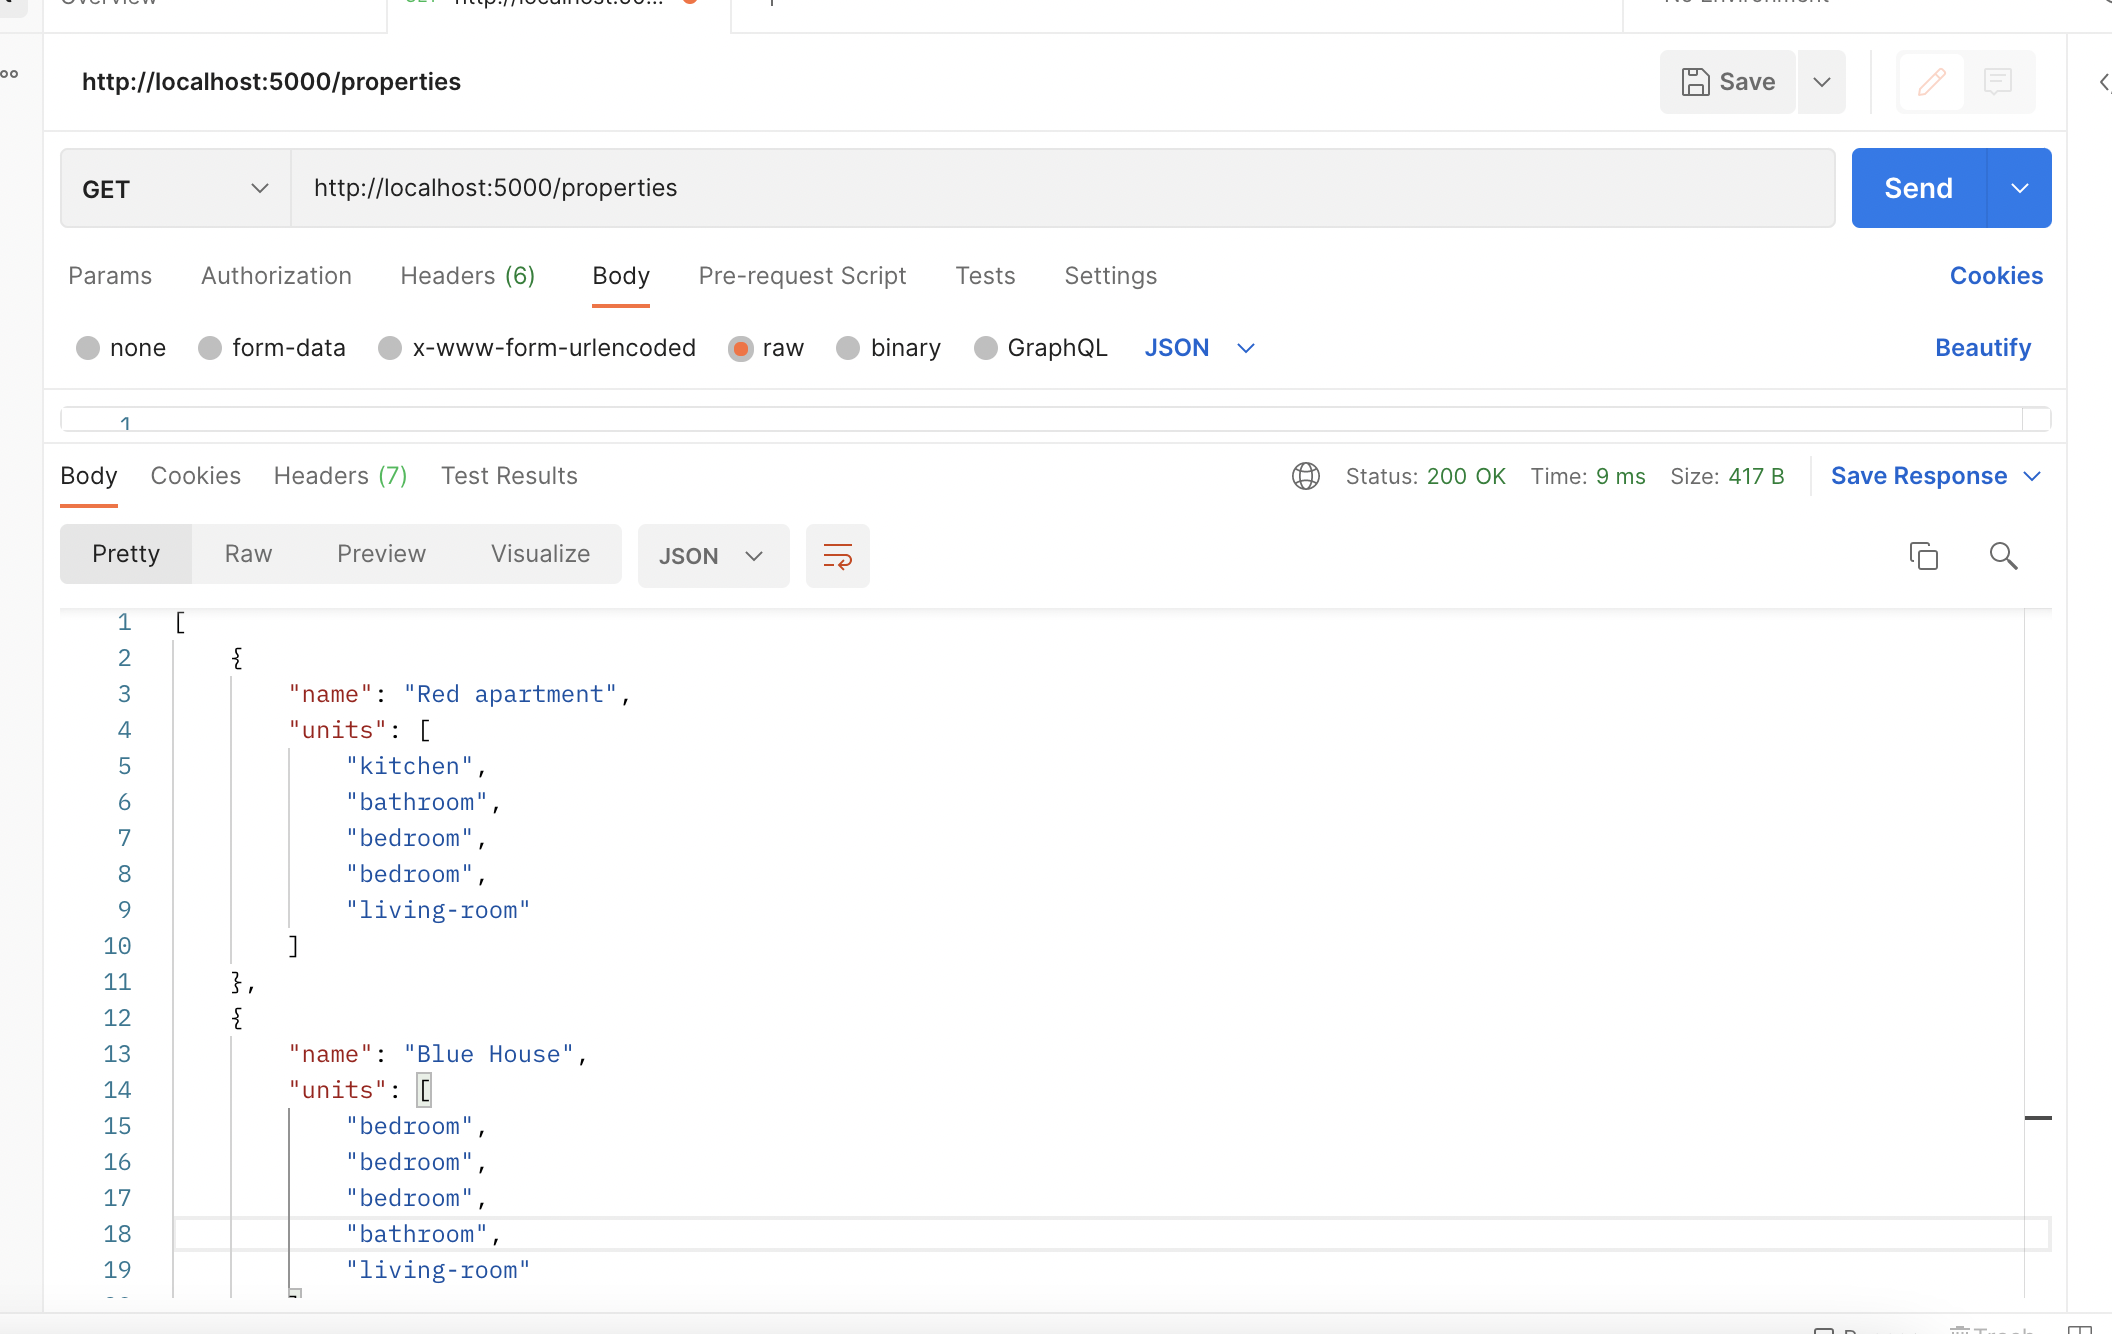 http://localhost:5000/properties
Save
GET http://localhost:5000/properties Send
Params Authorization Headers (6) Body Pre-request Script Tests Settings Cookies
none form-data x-www-form-urlencoded raw binary GraphQL JSON Beautify
1
Body Cookies Headers (7) Test Results Status: 200 OK Time: 9 ms Size: 417 B Save Response
Pretty Raw Preview Visualize JSON
1 [
2 {
3 "name": "Red apartment",
4 "units": [
5 "kitchen",
6 "bathroom",
7 "bedroom",
8 "bedroom",
9 "living-room"
10 ]
11 },
12 {
13 "name": "Blue House",
14 "units": [
15 "bedroom",
16 "bedroom",
17 "bedroom",
18 "bathroom",
19 "living-room"